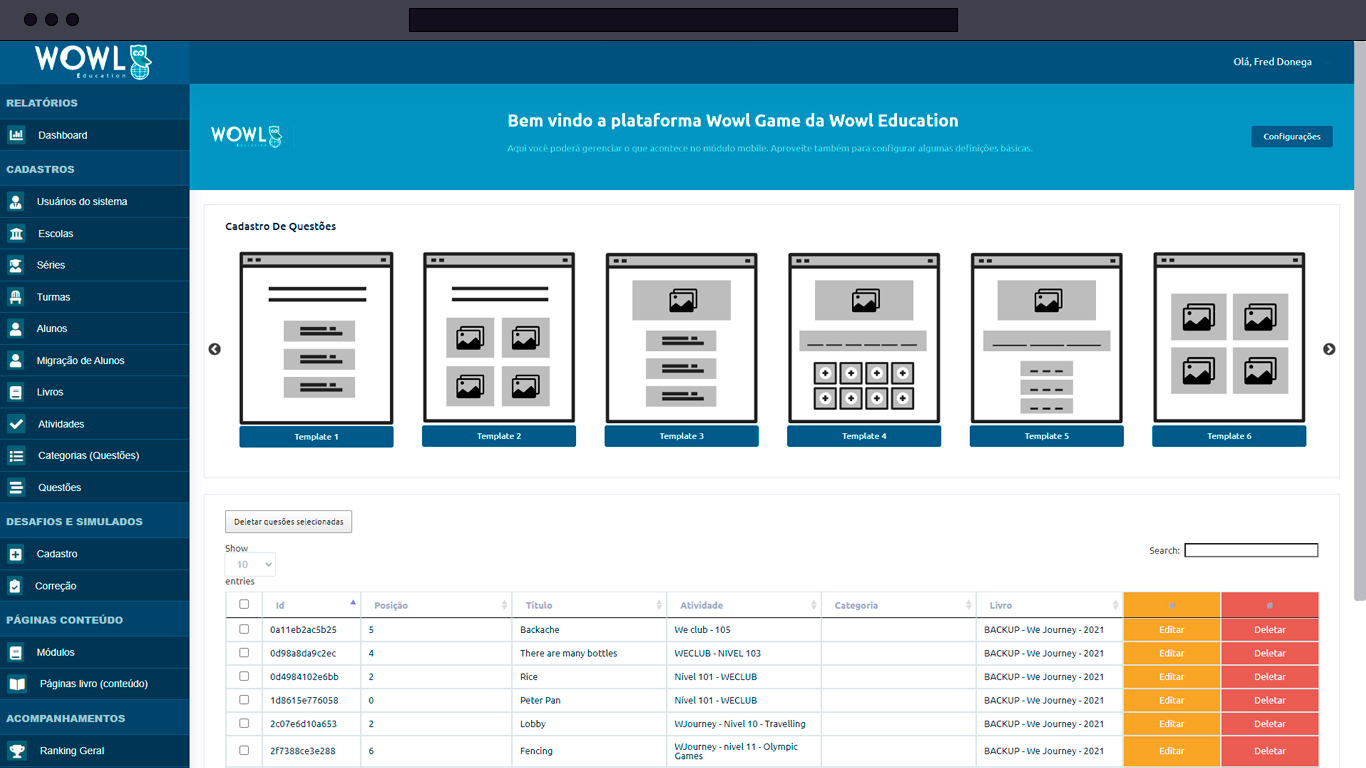 WOWL
Education
Olá, Fred Donega
RELATÓRIOS
Dashboard
CADASTROS
Usuários do sistema
Escolas
Séries
Turmas
Alunos
Migração de Alunos
Livros
Atividades
Categorias (Questões)
Questões
DESAFIOS E SIMULADOS
Cadastro
Correção
PÁGINAS CONTEÚDO
Módulos
Páginas livro (conteúdo)
ACOMPANHAMENTOS
Ranking Geral
WOWL
Education
Bem vindo a plataforma Wowl Game da Wowl Education
Aqui você poderá gerenciar o que acontece no módulo mobile. Aproveite também para configurar algumas definições básicas.
Configurações
Cadastro De Questões
Template 1 Template 2 Template 3 Template 4 Template 5 Template 6
Deletar quesões selecionadas
Show
10
entries
Search:
Id Posição Título Atividade Categoria Livro
0a11eb2ac5b25 5 Backache We club - 105 BACKUP - We Journey - 2021 Editar Deletar
0d98a8da9c2ec 4 There are many bottles WECLUB - NIVEL 103 BACKUP - We Journey - 2021 Editar Deletar
0d4984102e6bb 2 Rice Nível 101 - WECLUB BACKUP - We Journey - 2021 Editar Deletar
1d8615e776058 0 Peter Pan Nível 101 - WECLUB BACKUP - We Journey - 2021 Editar Deletar
2c07e6d10a653 2 Lobby WJourney - Nivel 10 - Travelling BACKUP - We Journey - 2021 Editar Deletar
2f7388ce3e288 6 Fencing WJourney - nivel 11 - Olympic Games BACKUP - We Journey - 2021 Editar Deletar